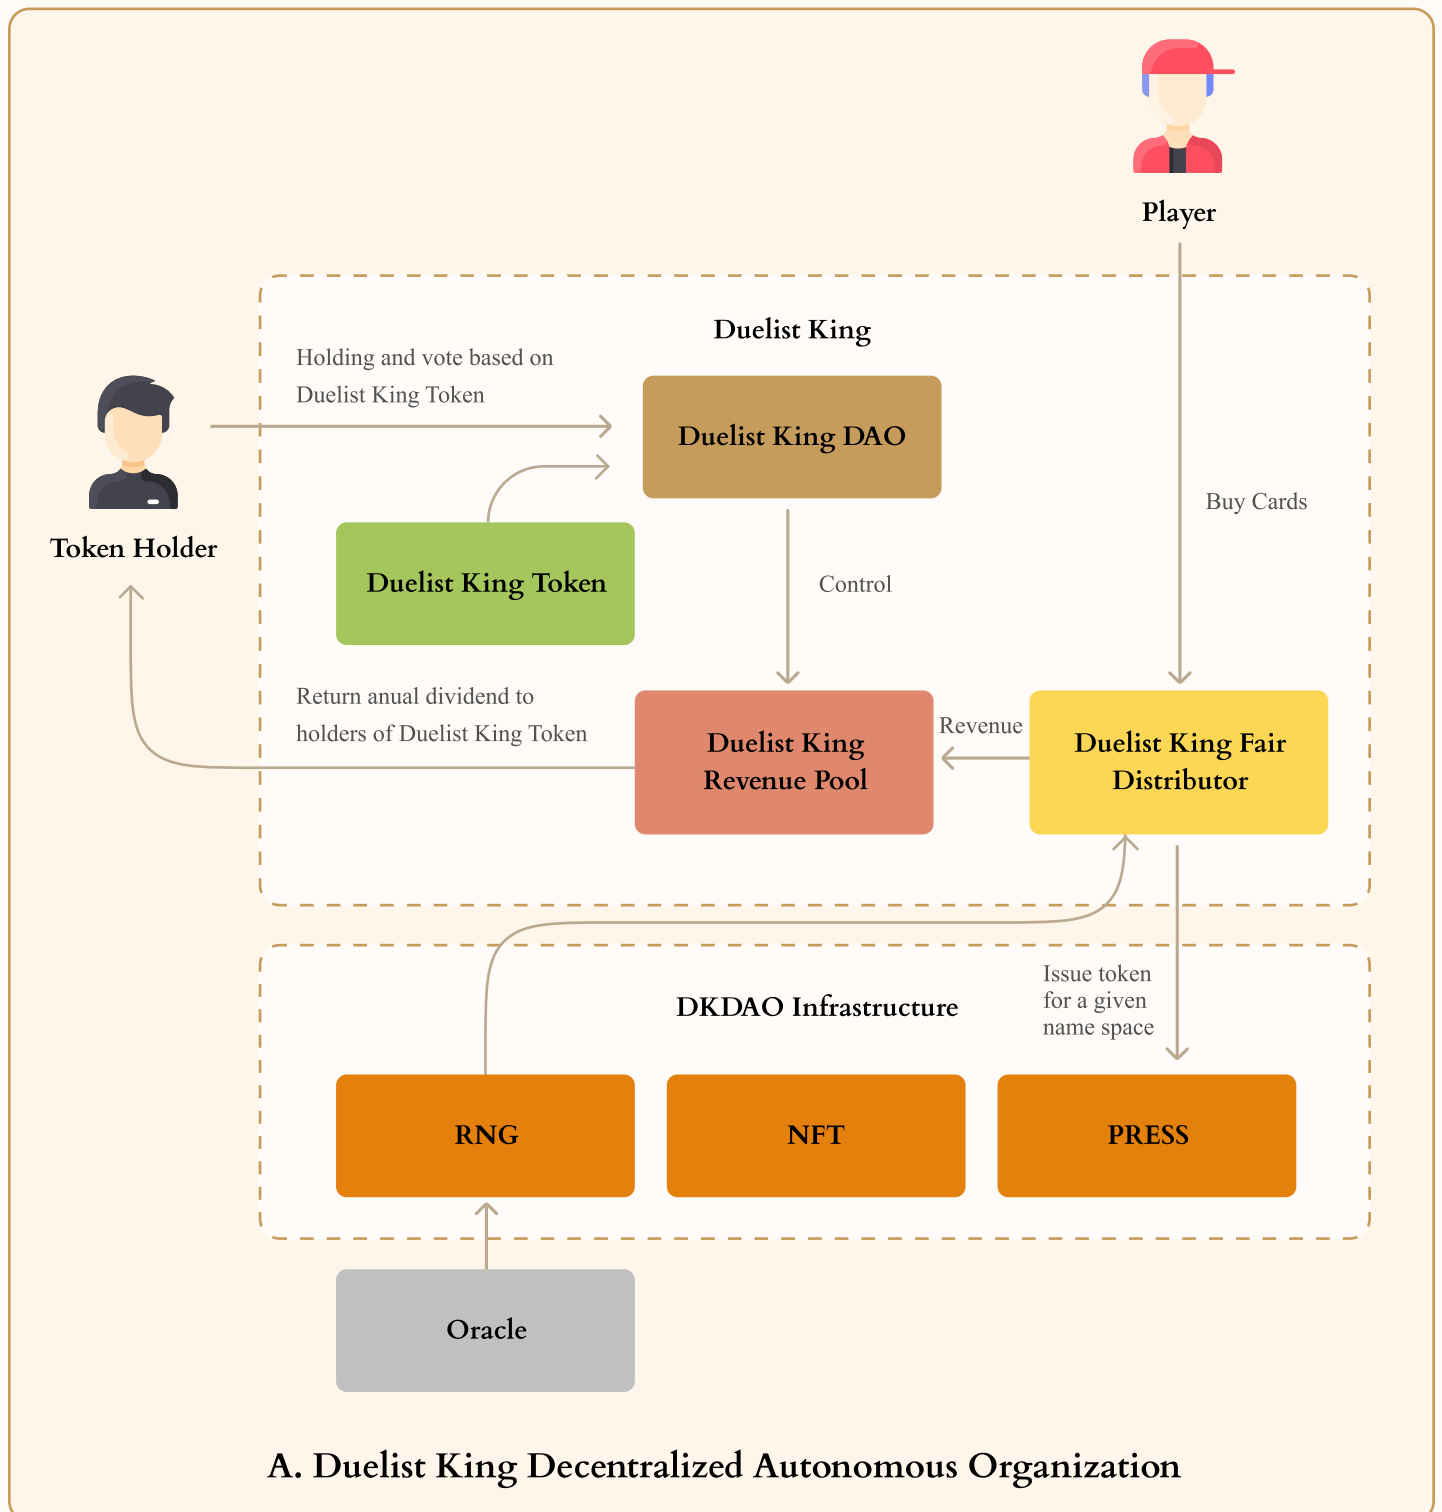 Player
Duelist King
Holding and vote based on
Duelist King Token
Duelist King DAO
Buy Cards
Token Holder
Duelist King Token
Control
Return anual dividend to
holders of Duelist King Token
Duelist King
Revenue Pool
Revenue
Duelist King Fair
Distributor
Issue token
for a given
name space
DKDAO Infrastructure
RNG
NFT
PRESS
Oracle
A. Duelist King Decentralized Autonomous Organization